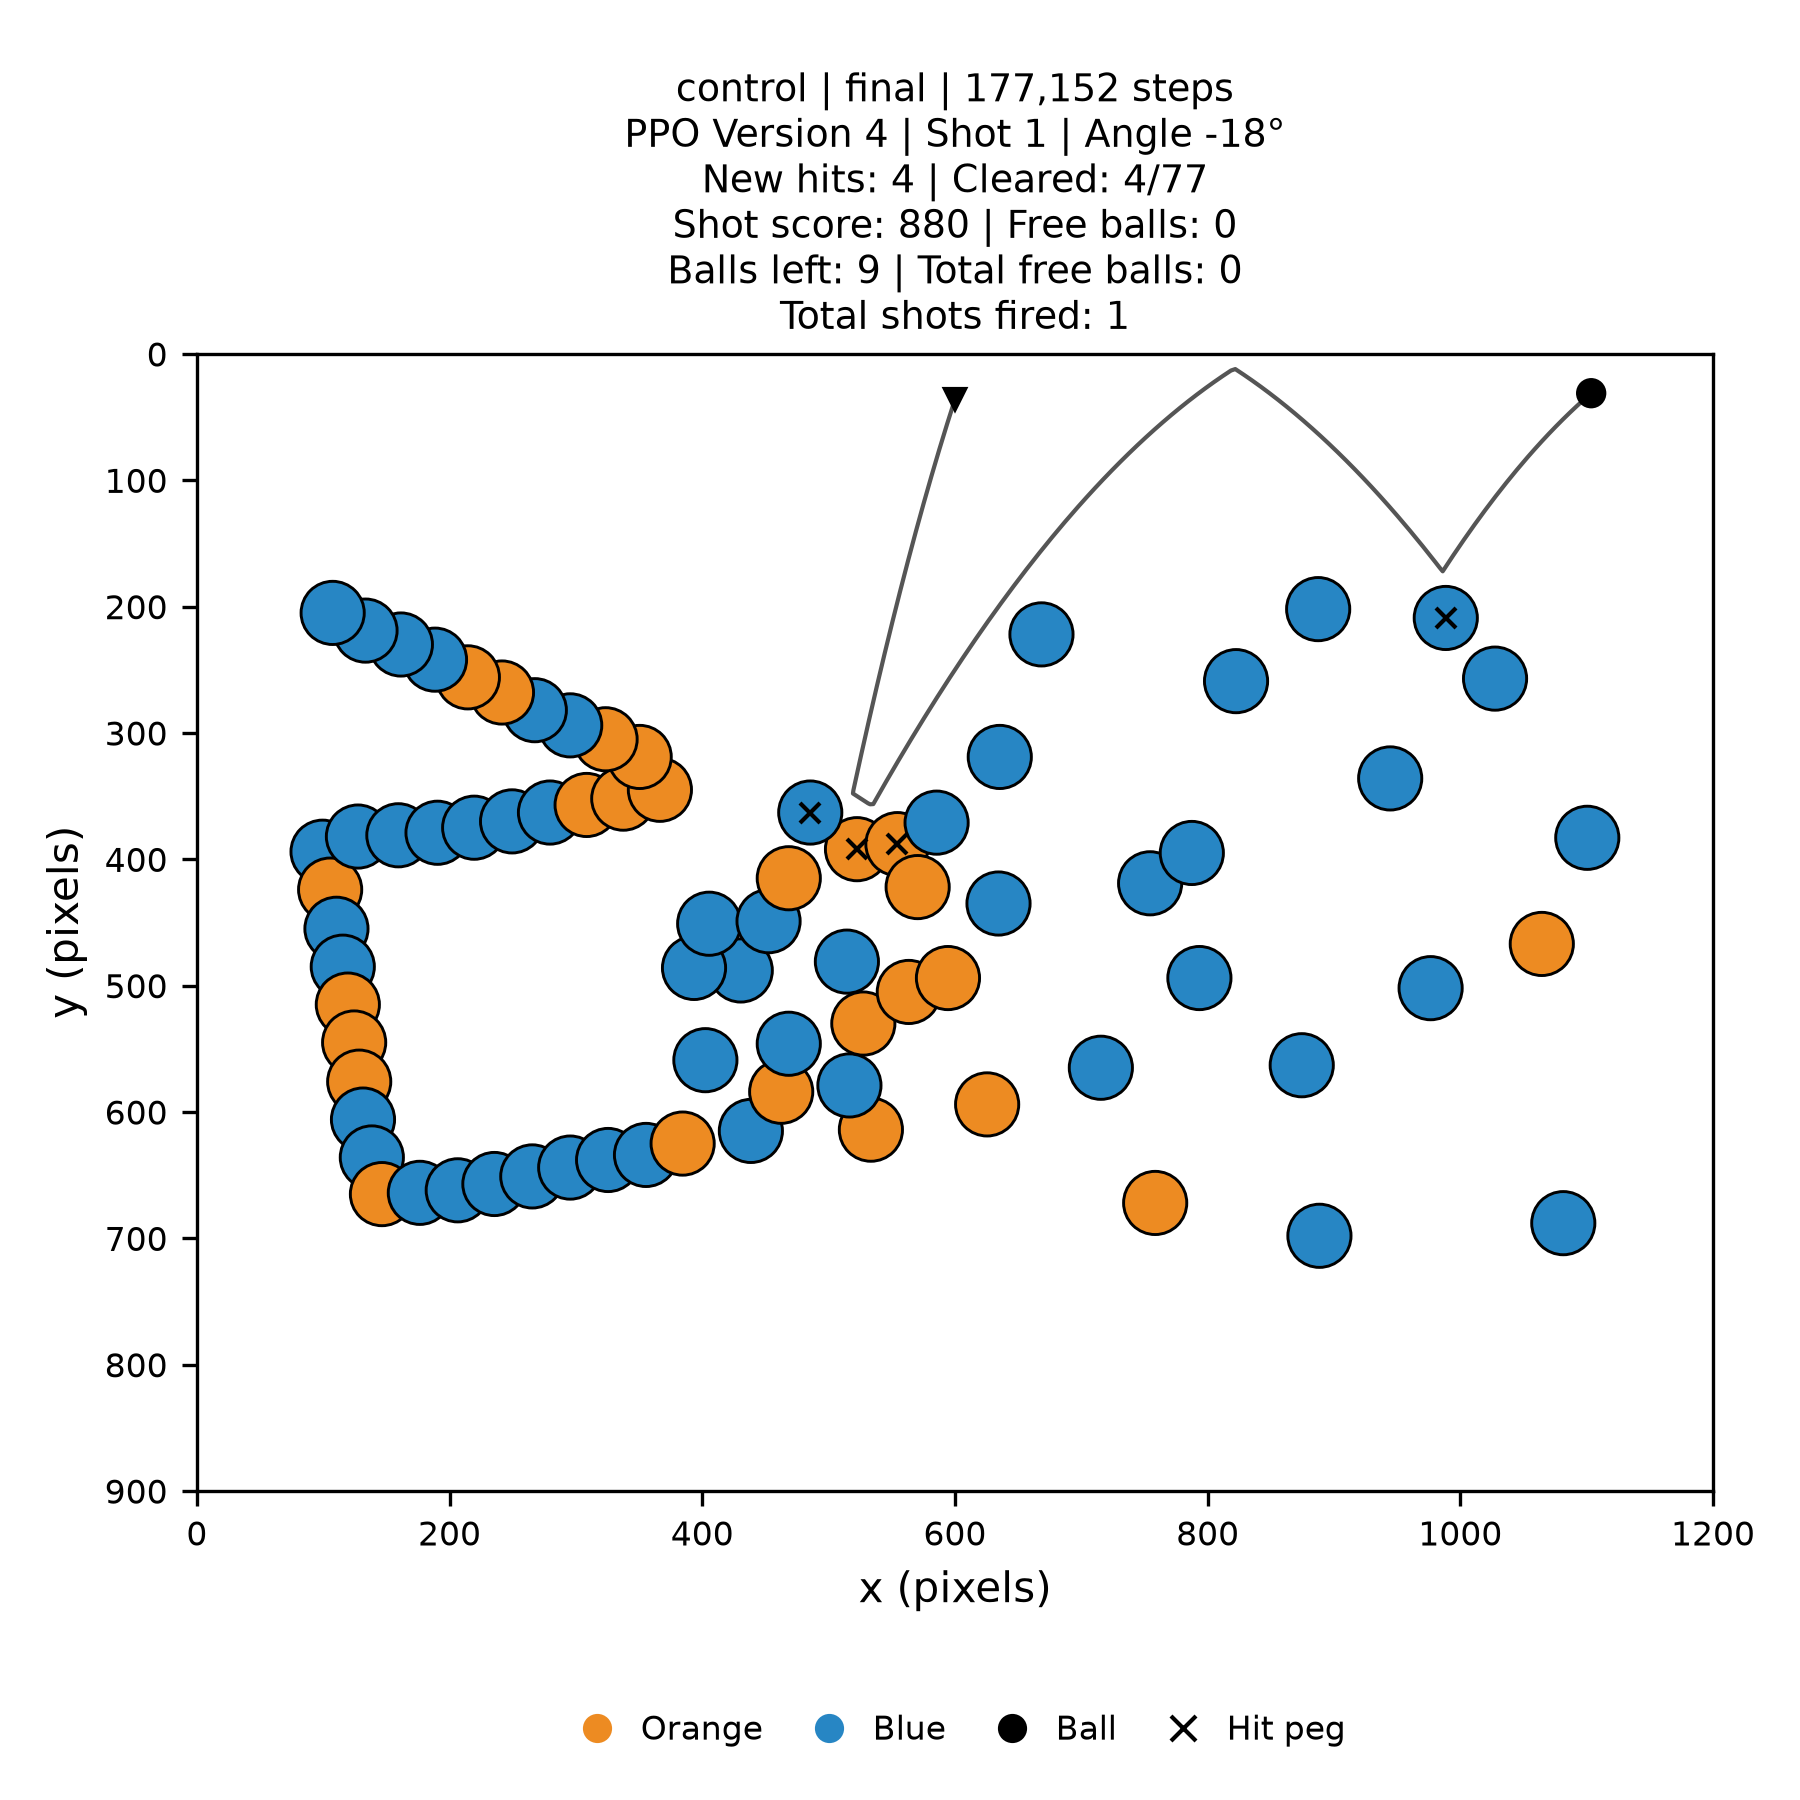 control | final | 177,152 steps
PPO Version 4 | Shot 1 | Angle -18°
New hits: 4 | Cleared: 4/77
Shot score: 880 | Free balls: 0
Balls left: 9 | Total free balls: 0
Total shots fired: 1
0
100
200
300
400
500
600
700
800
900
y (pixels)
0 200 400 600 800 1000 1200
x (pixels)
Orange Blue Ball Hit peg